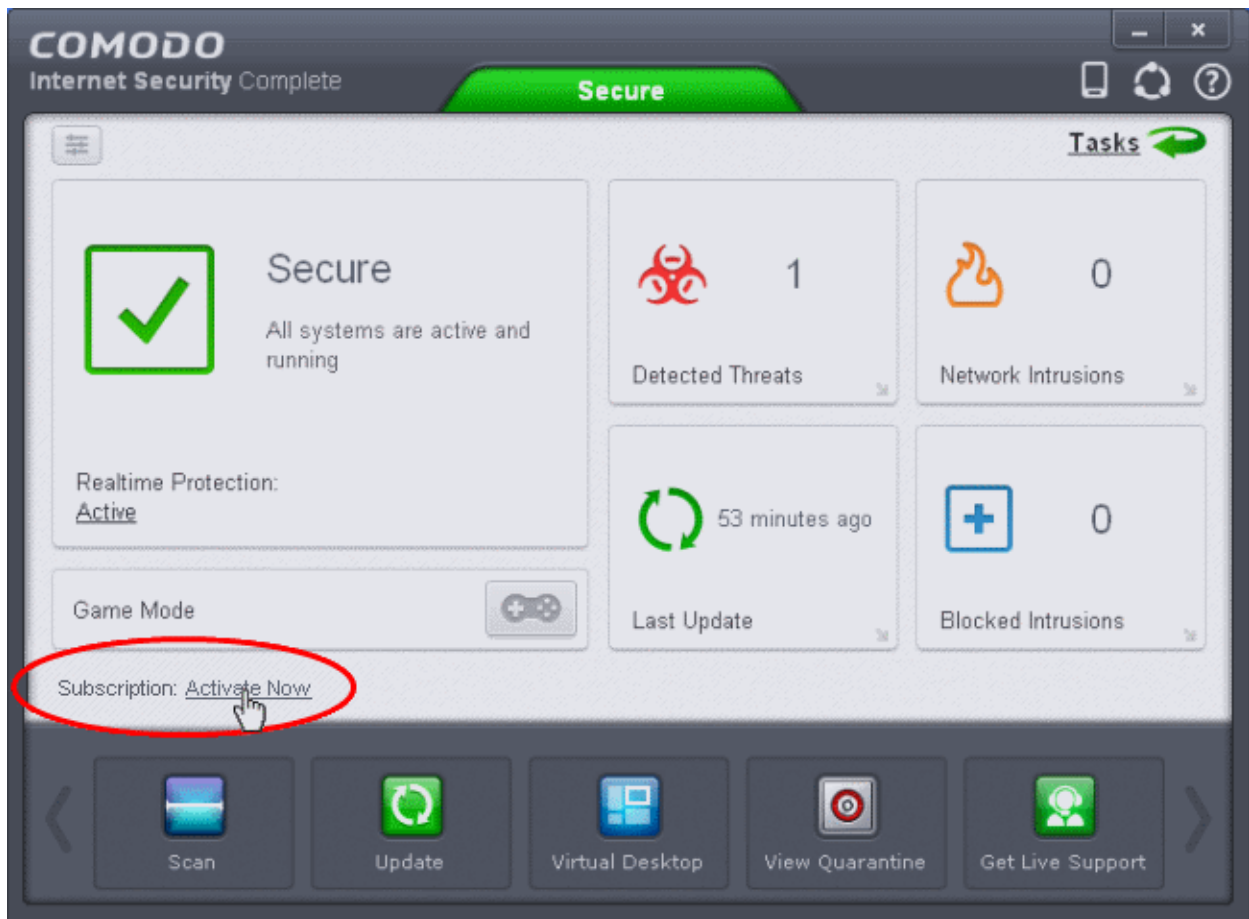 COMODO
Internet Security Complete
Secure
Tasks
Secure
All systems are active and
running
Realtime Protection:
Active
1
Detected Threats
0
Network Intrusions
53 minutes ago
Last Update
0
Blocked Intrusions
Game Mode
Subscription: Activate Now
Scan
Update
Virtual Desktop
View Quarantine
Get Live Support